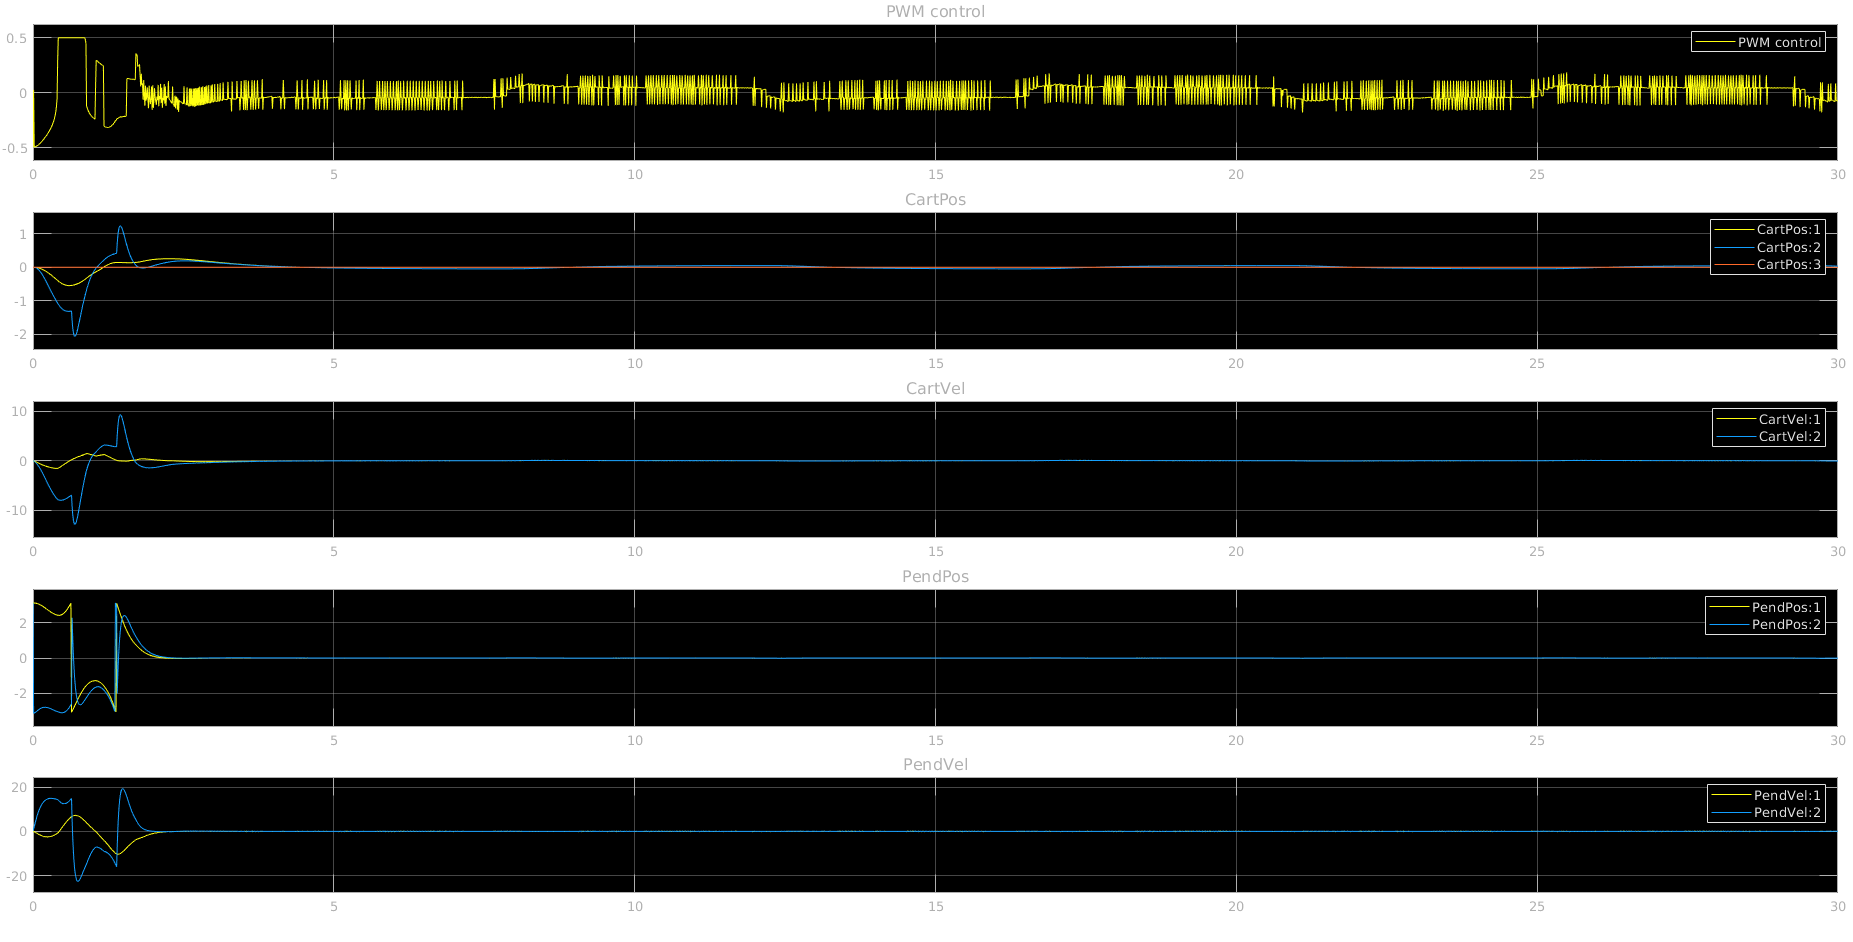 PWM control
0.5
0
-0.5
PWM control
0 5 10 15 20 25 30
CartPos
1
0
-1
-2
CartPos:1
CartPos:2
CartPos:3
0 5 10 15 20 25 30
CartVel
10
0
-10
CartVel:1
CartVel:2
0 5 10 15 20 25 30
PendPos
2
0
-2
PendPos:1
PendPos:2
0 5 10 15 20 25 30
PendVel
20
0
-20
PendVel:1
PendVel:2
0 5 10 15 20 25 30